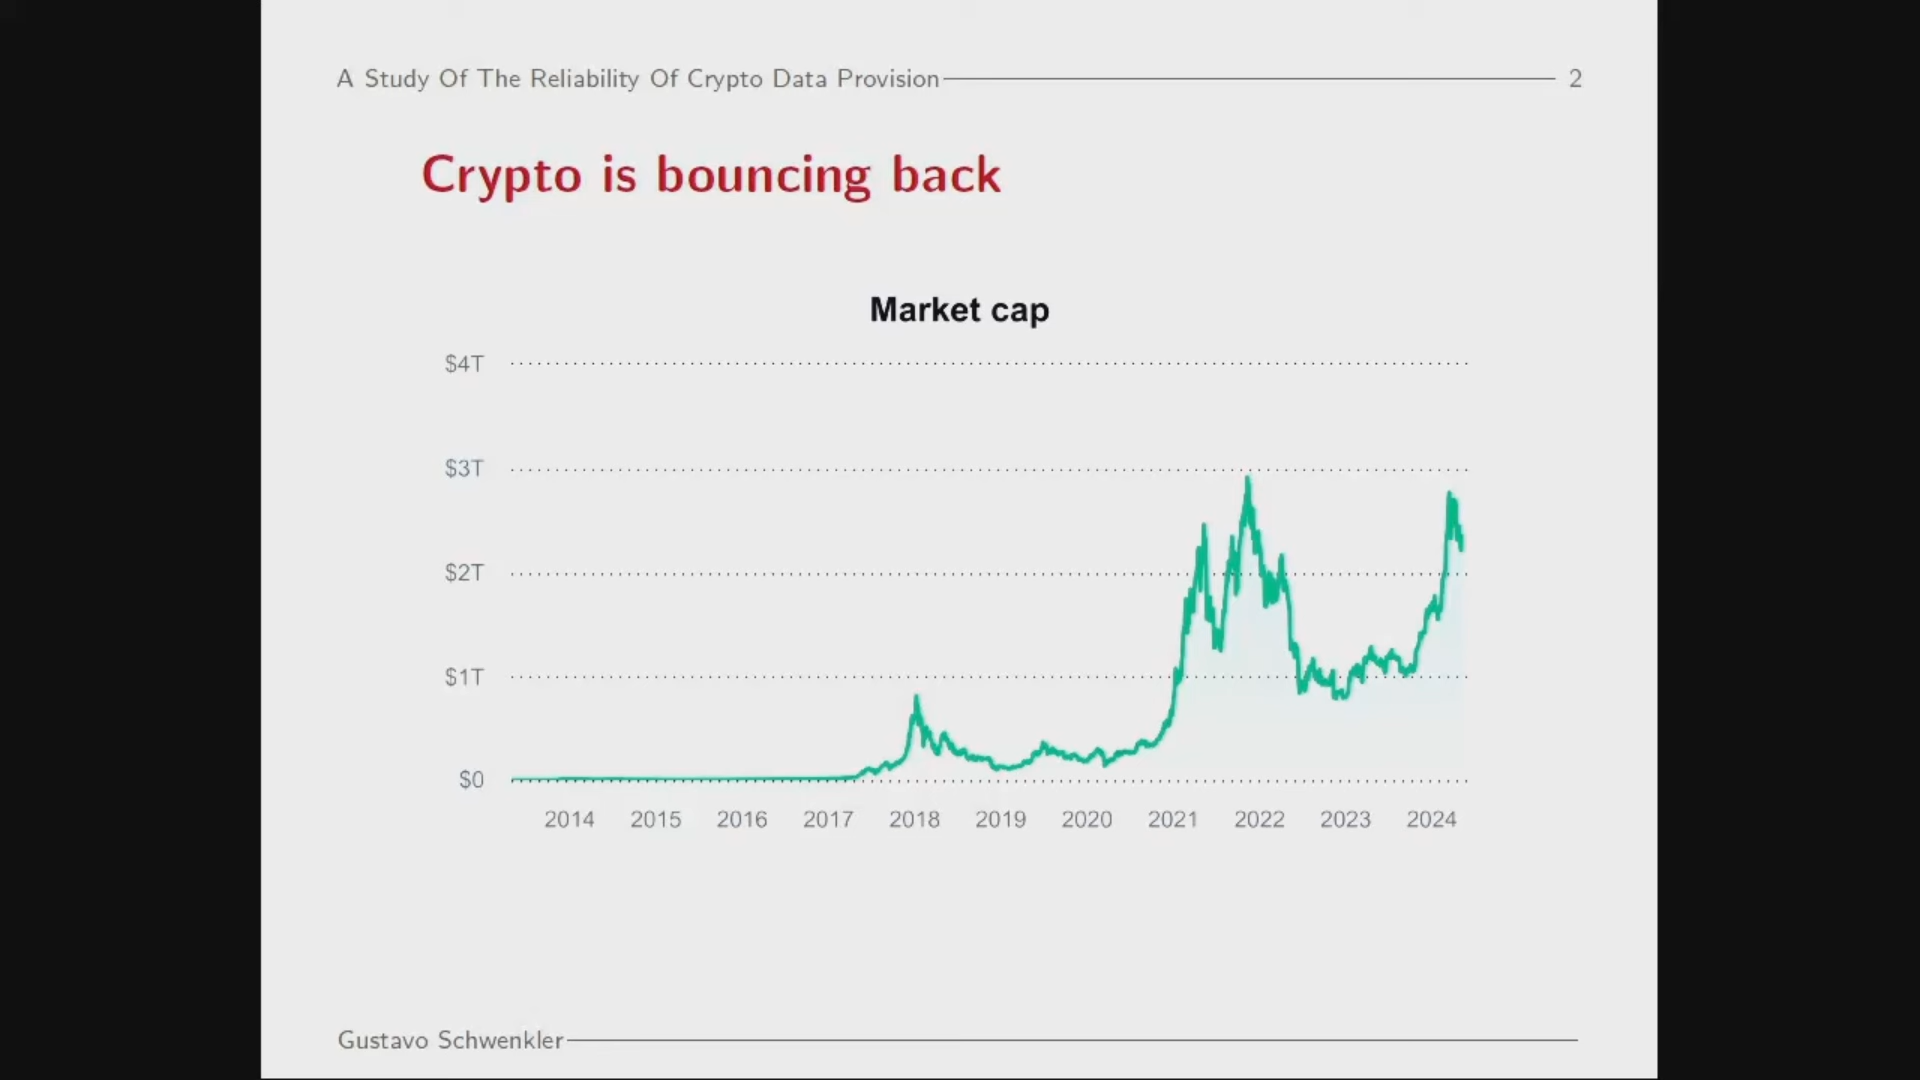 A Study Of The Reliability Of Crypto Data Provision 2
Crypto is bouncing back
Market cap
$4T
$3T
$2T
$1T
$0
2014 2015 2016 2017 2018 2019 2020 2021 2022 2023 2024
Gustavo Schwenkler